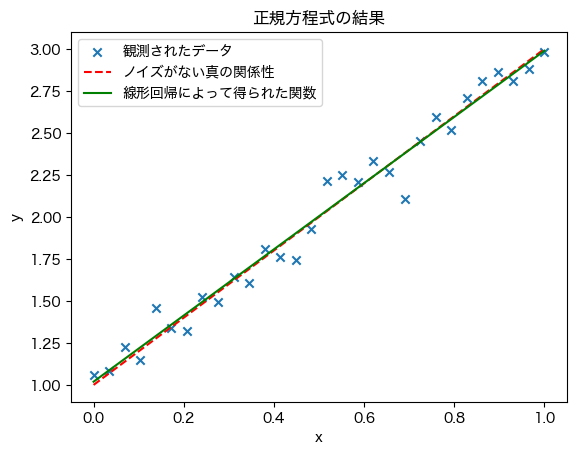 正規方程式の結果
観測されたデータ
ノイズがない真の関係性
線形回帰によって得られた関数
3.00
2.75
2.50
2.25
2.00
1.75
1.50
1.25
1.00
y
0.0 0.2 0.4 0.6 0.8 1.0
x